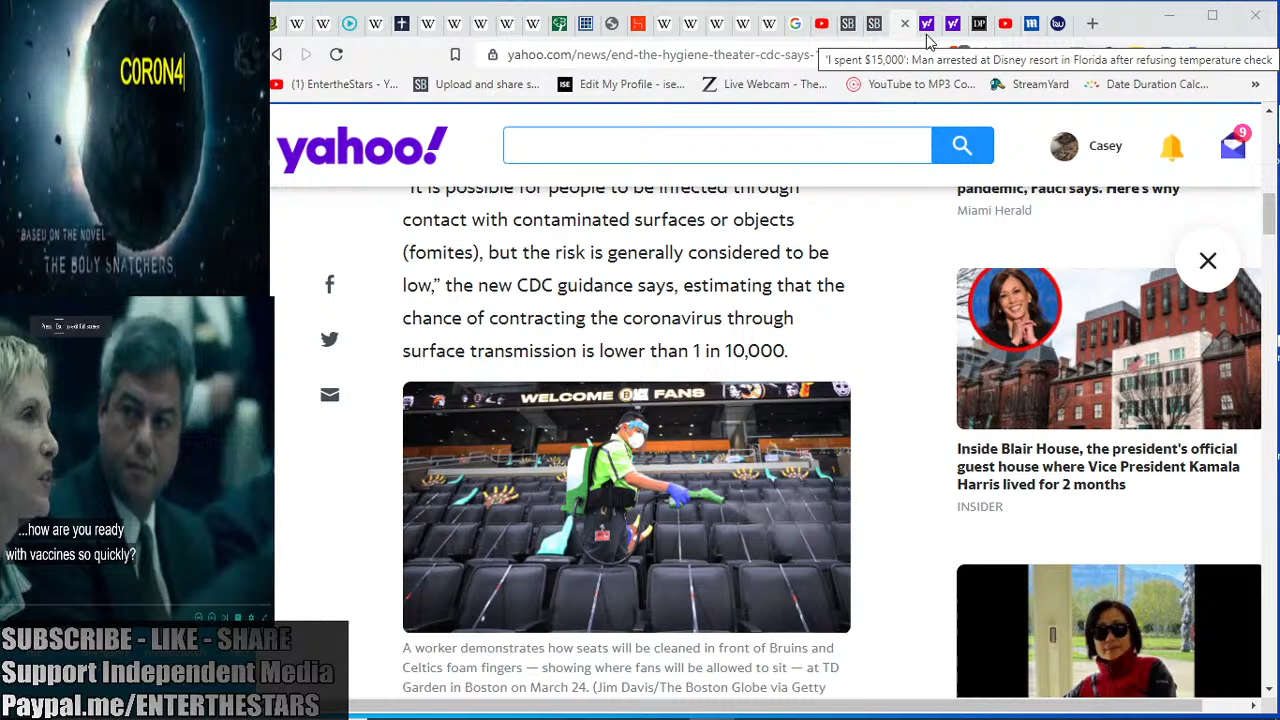 CORON4
"BASED ON THE NOVEL
THE BODY SNATCHERS
...how are you ready
with vaccines so quickly?
SUBSCRIBE - LIKE - SHARE
Support Independent Media
Paypal.me/ENTERTHESTARS
yahoo.com/news/end-the-hygiene-theater-cdc-says-
'I spent $15,000': Man arrested at Disney resort in Florida after refusing temperature check
(1) EntertheStars - Y...
Upload and share s...
Edit My Profile - ise...
Live Webcam - The...
YouTube to MP3 Co...
StreamYard
Date Duration Calc...
»
yahoo!
Casey
9
"It is possible for people to be infected through
contact with contaminated surfaces or objects
(fomites), but the risk is generally considered to be
low,” the new CDC guidance says, estimating that the
chance of contracting the coronavirus through
surface transmission is lower than 1 in 10,000.
WELCOME FANS
A worker demonstrates how seats will be cleaned in front of Bruins and
Celtics foam fingers — showing where fans will be allowed to sit — at TD
Garden in Boston on March 24. (Jim Davis/The Boston Globe via Getty
pandemic, Fauci says. Here's why
Miami Herald
Inside Blair House, the president's official
guest house where Vice President Kamala
Harris lived for 2 months
INSIDER